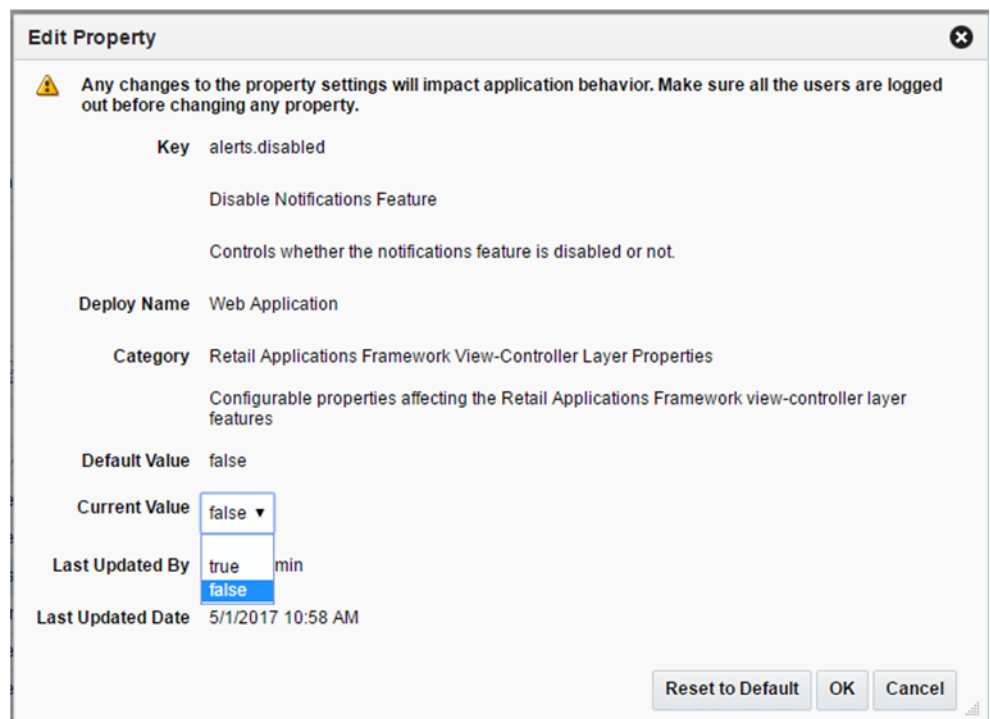 Edit Property
Any changes to the property settings will impact application behavior. Make sure all the users are logged
out before changing any property.
Key alerts.disabled
Disable Notifications Feature
Controls whether the notifications feature is disabled or not.
Deploy Name Web Application
Category Retail Applications Framework View-Controller Layer Properties
Configurable properties affecting the Retail Applications Framework view-controller layer
features
Default Value false
Current Value false
Last Updated By true min
false
Last Updated Date 5/1/2017 10:58 AM
Reset to Default OK Cancel